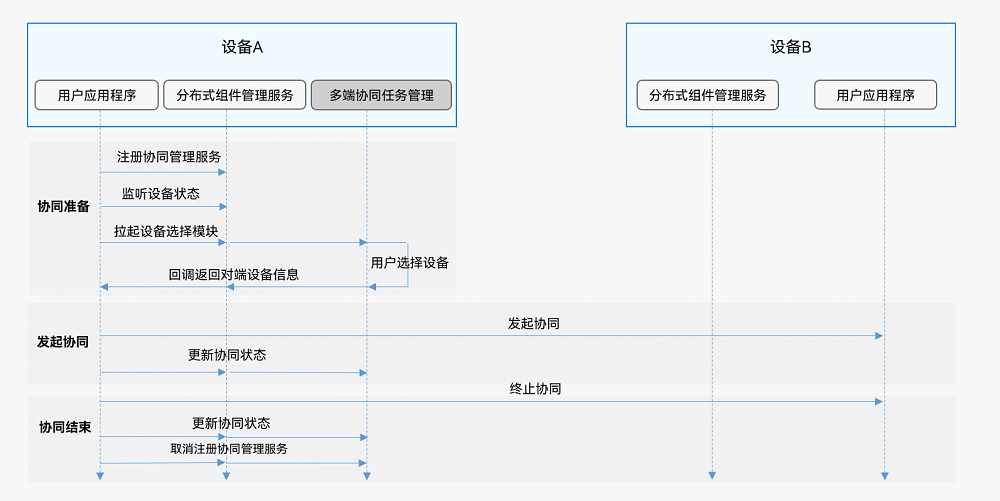 设备A
设备B
用户应用程序
分布式组件管理服务
多端协同任务管理
分布式组件管理服务
用户应用程序
协同准备
注册协同管理服务
监听设备状态
拉起设备选择模块
用户选择设备
回调返回对端设备信息
发起协同
发起协同
更新协同状态
终止协同
协同结束
更新协同状态
取消注册协同管理服务